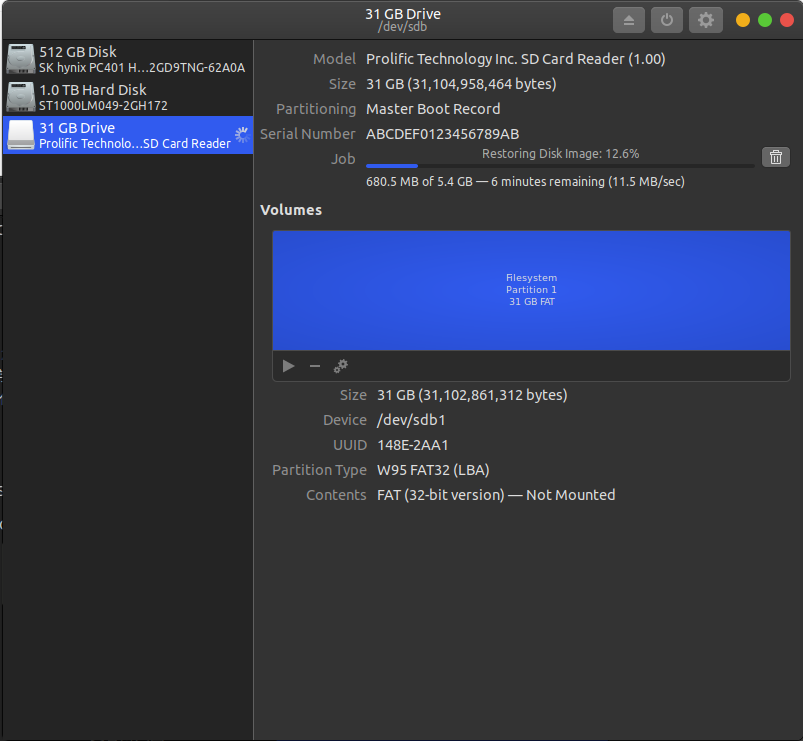 31 GB Drive
/dev/sdb
512 GB Disk
SK hynix PC401 H…2GD9TNG-62A0A
1.0 TB Hard Disk
ST1000LM049-2GH172
31 GB Drive
Prolific Technolo…SD Card Reader
Model Prolific Technology Inc. SD Card Reader (1.00)
Size 31 GB (31,104,958,464 bytes)
Partitioning Master Boot Record
Serial Number ABCDEF0123456789AB
Job Restoring Disk Image: 12.6%
680.5 MB of 5.4 GB — 6 minutes remaining (11.5 MB/sec)
Volumes
Filesystem
Partition 1
31 GB FAT
Size 31 GB (31,102,861,312 bytes)
Device /dev/sdb1
UUID 148E-2AA1
Partition Type W95 FAT32 (LBA)
Contents FAT (32-bit version) — Not Mounted